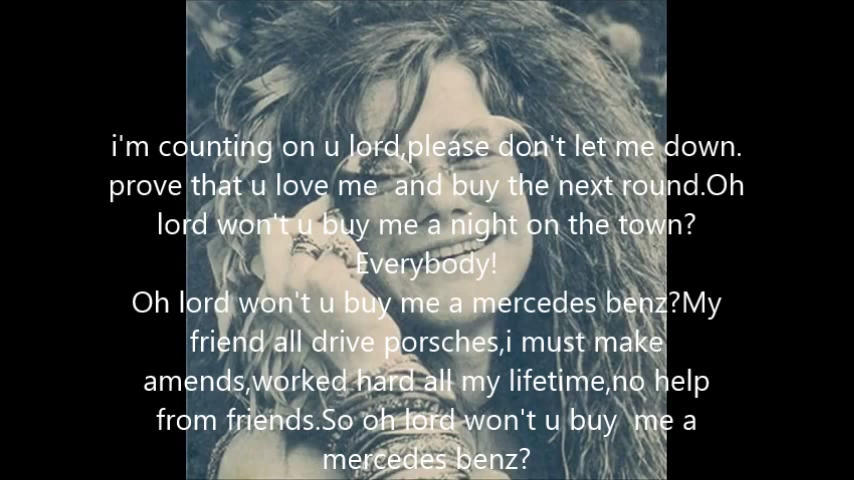 i'm counting on u lord,please don't let me down.
prove that u love me  and buy the next round.Oh
lord won't u buy me a night on the town?
Everybody!
Oh lord won't u buy me a mercedes benz?My
friend all drive porsches,i must make
amends,worked hard all my lifetime,no help
from friends.So oh lord won't u buy  me a
mercedes benz?